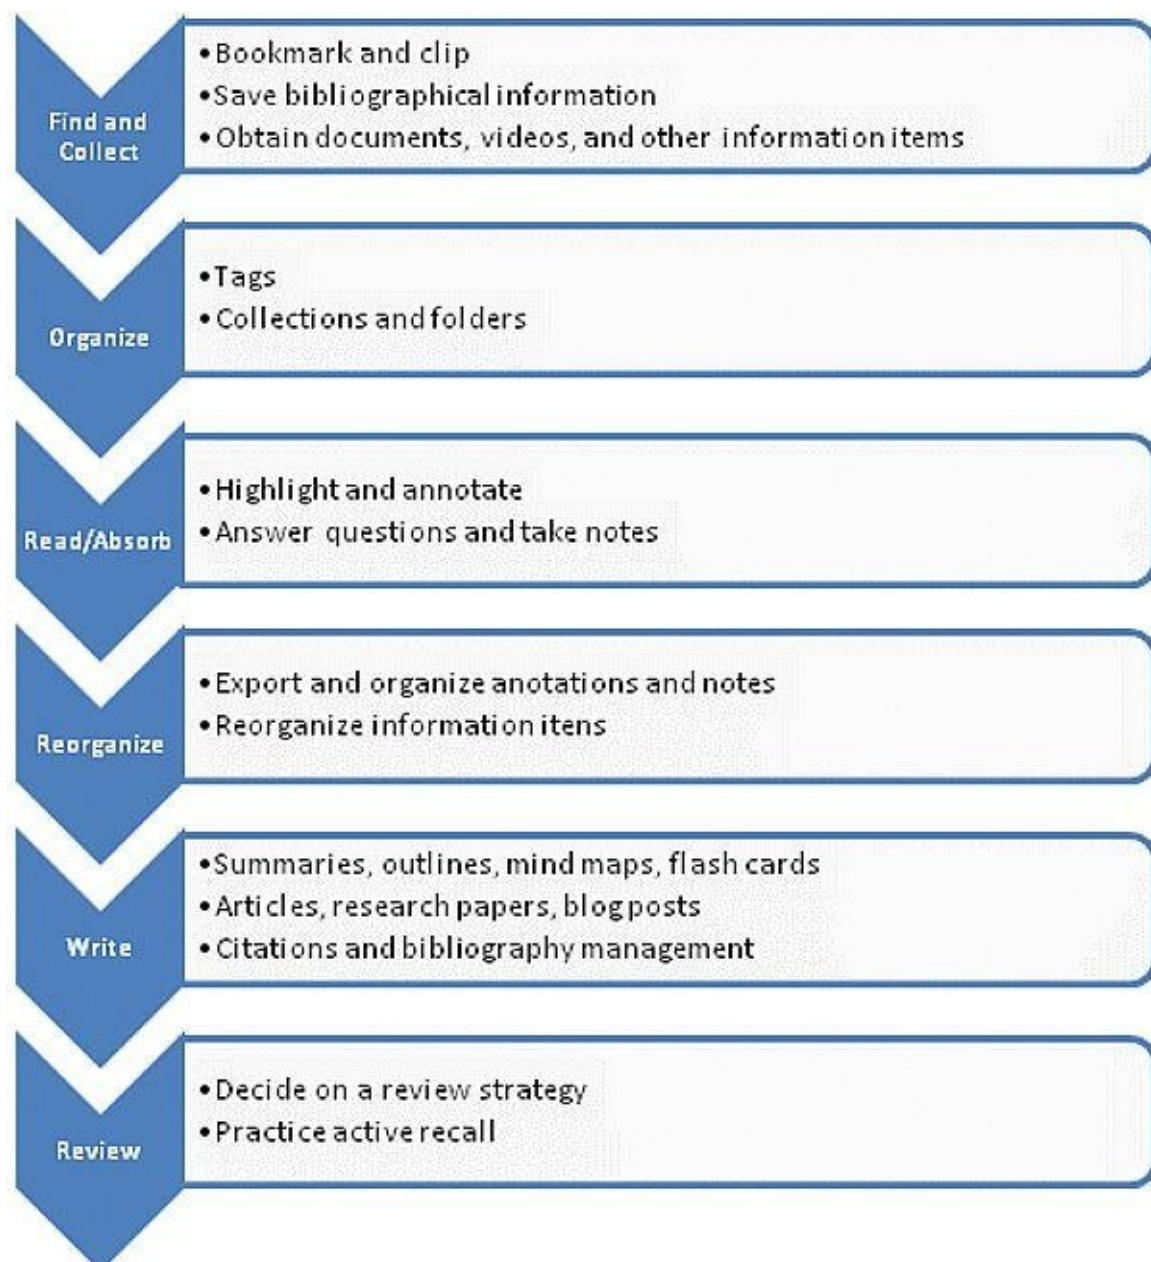 Find and
Collect
•Bookmark and clip
•Save bibliographical information
•Obtain documents, videos, and other information items
Organize
•Tags
•Collections and folders
Read/Absorb
•Highlight and annotate
•Answer questions and take notes
Reorganize
•Export and organize anotations and notes
•Reorganize information itens
Write
•Summaries, outlines, mind maps, flash cards
•Articles, research papers, blog posts
•Citations and bibliography management
Review
•Decide on a review strategy
•Practice active recall